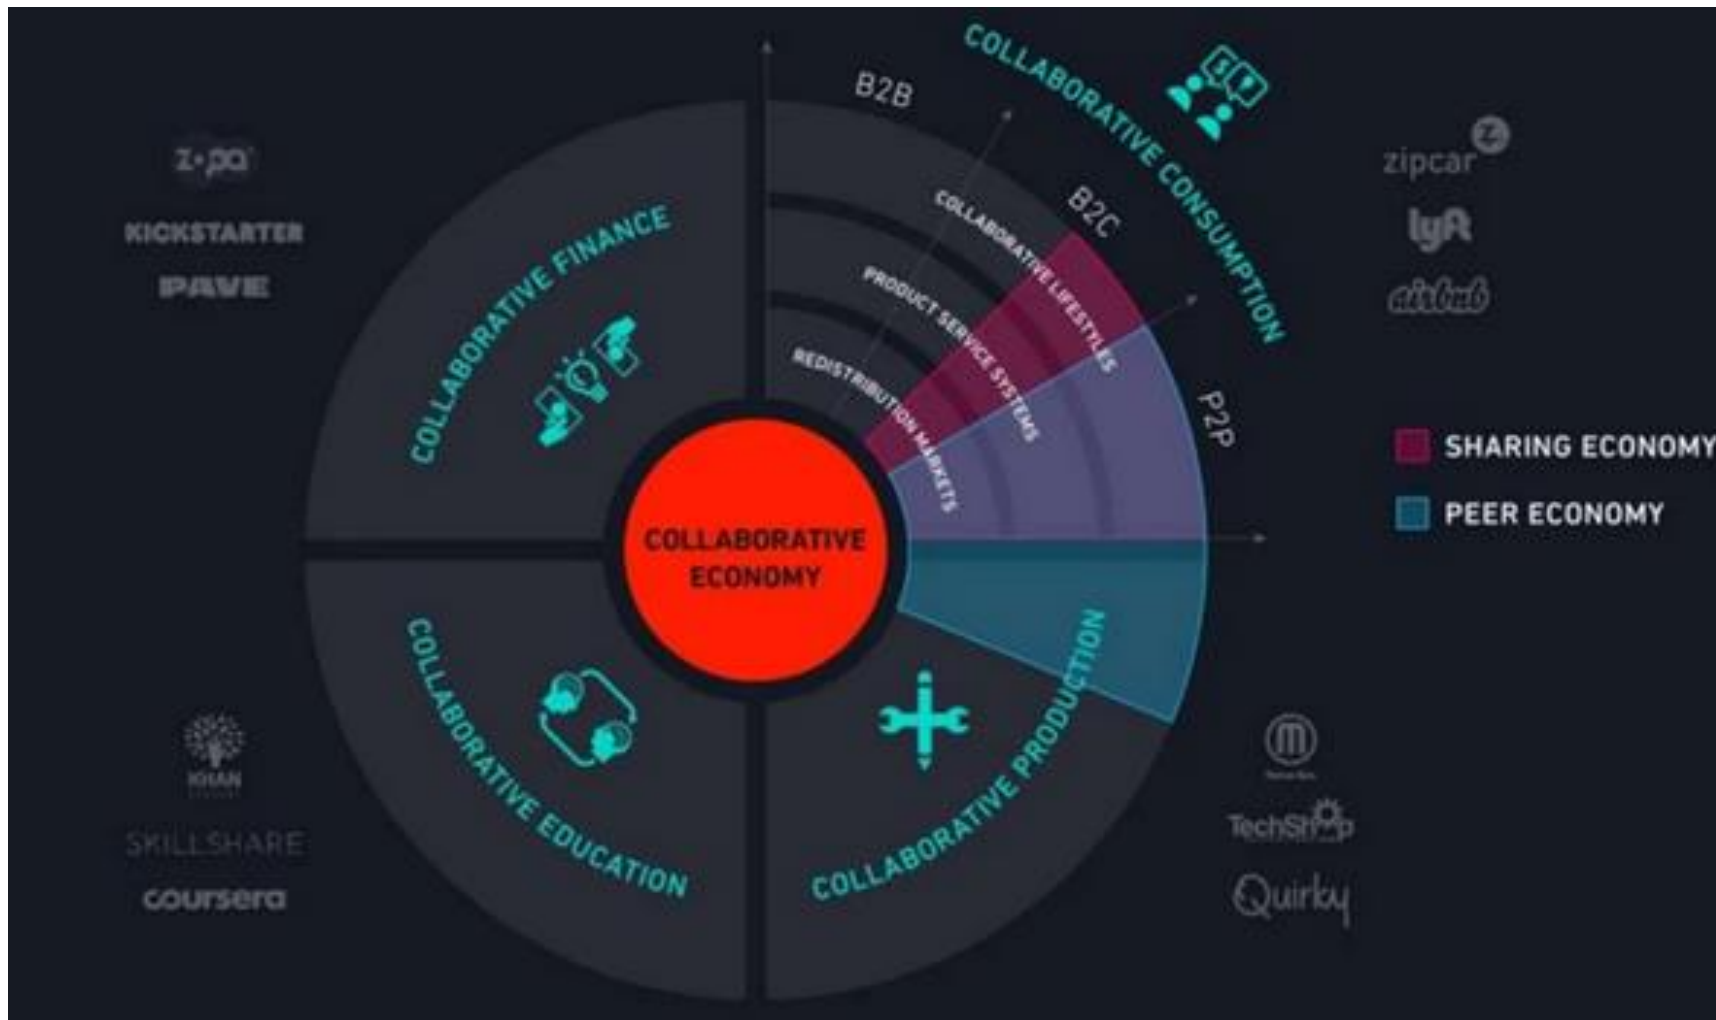 COLLABORATIVE CONSUMPTION
B2B
B2C
P2P
COLLABORATIVE LIFESTYLES
PRODUCT SERVICE SYSTEMS
REDISTRIBUTION MARKETS
COLLABORATIVE FINANCE
COLLABORATIVE
ECONOMY
COLLABORATIVE EDUCATION
COLLABORATIVE PRODUCTION
zopa
KICKSTARTER
PAVE
zipcar
z
lyft
airbnb
SHARING ECONOMY
PEER ECONOMY
KHAN
SKILLSHARE
coursera
M
TechShop
Quirky